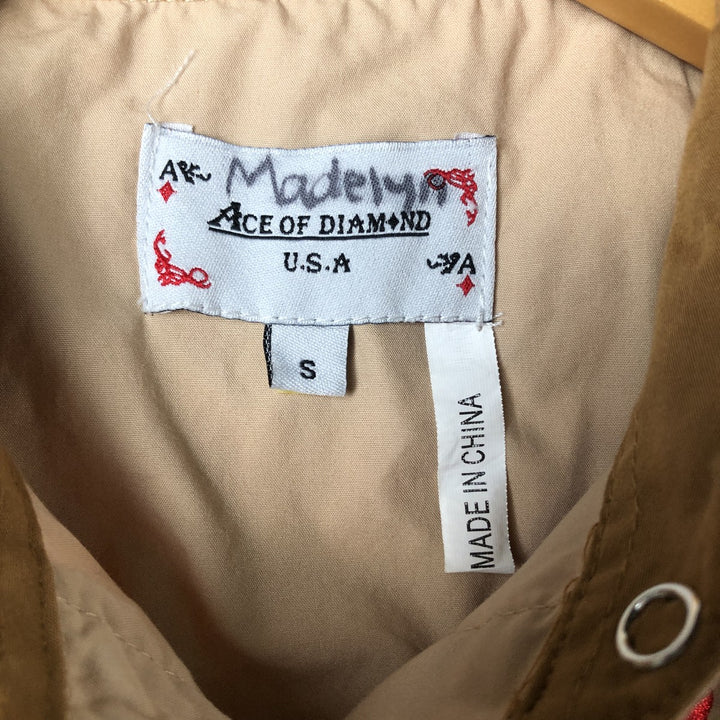 A
Madelyn
ACE OF DIAMOND
U.S.A
A
S
MADE IN CHINA